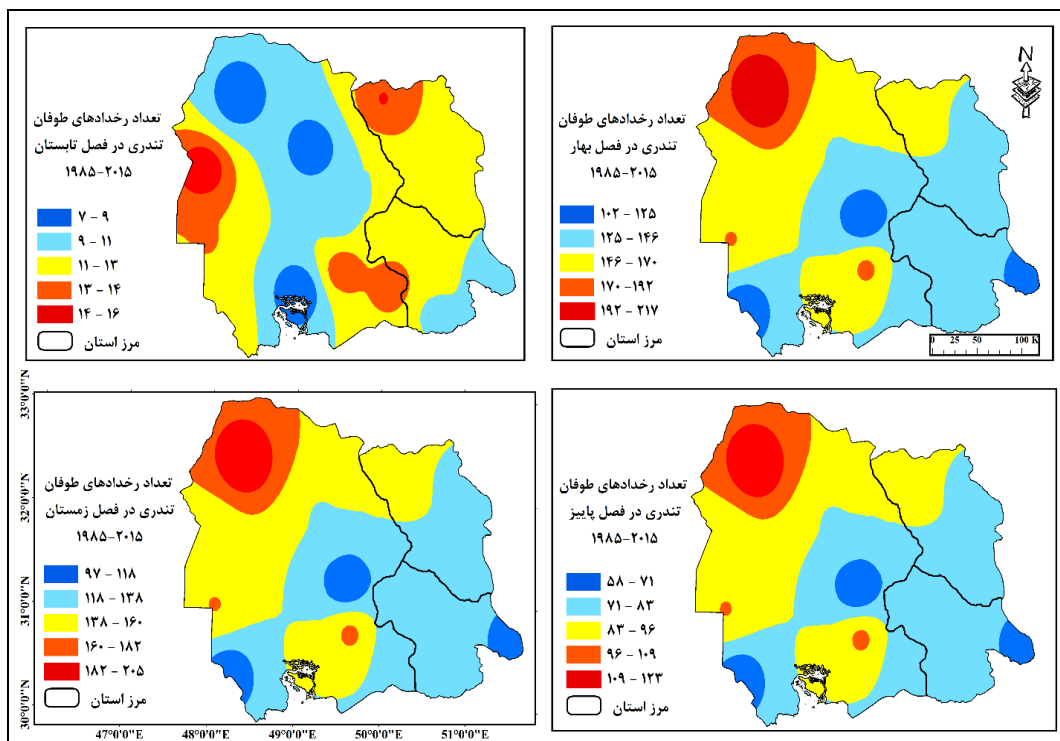 تعداد رخدادهای طوفان
تندری در فصل تابستان
۱۹۸۵-۲۰۱۵
۷ - ۹
۹ - ۱۱
۱۱ - ۱۳
۱۳ - ۱۴
۱۴ - ۱۶
مرز استان
N
تعداد رخدادهای طوفان
تندری در فصل بهار
۱۹۸۵-۲۰۱۵
۱۰۲ - ۱۲۵
۱۲۵ - ۱۴۶
۱۴۶ - ۱۷۰
۱۷۰ - ۱۹۲
۱۹۲ - ۲۱۷
مرز استان
0 25 50 100 K
تعداد رخدادهای طوفان
تندری در فصل زمستان
۱۹۸۵-۲۰۱۵
۹۷ - ۱۱۸
۱۱۸ - ۱۳۸
۱۳۸ - ۱۶۰
۱۶۰ - ۱۸۲
۱۸۲ - ۲۰۵
مرز استان
33°0'0"N
32°0'0"N
31°0'0"N
30°0'0"N
47°0'0"E 48°0'0"E 49°0'0"E 50°0'0"E 51°0'0"E
تعداد رخدادهای طوفان
تندری در فصل پاییز
۱۹۸۵-۲۰۱۵
۵۸ - ۷۱
۷۱ - ۸۳
۸۳ - ۹۶
۹۶ - ۱۰۹
۱۰۹ - ۱۲۳
مرز استان